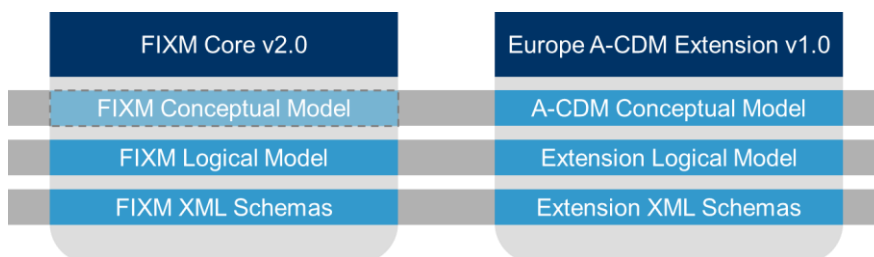 FIXM Core v2.0
Europe A-CDM Extension v1.0
FIXM Conceptual Model
A-CDM Conceptual Model
FIXM Logical Model
Extension Logical Model
FIXM XML Schemas
Extension XML Schemas